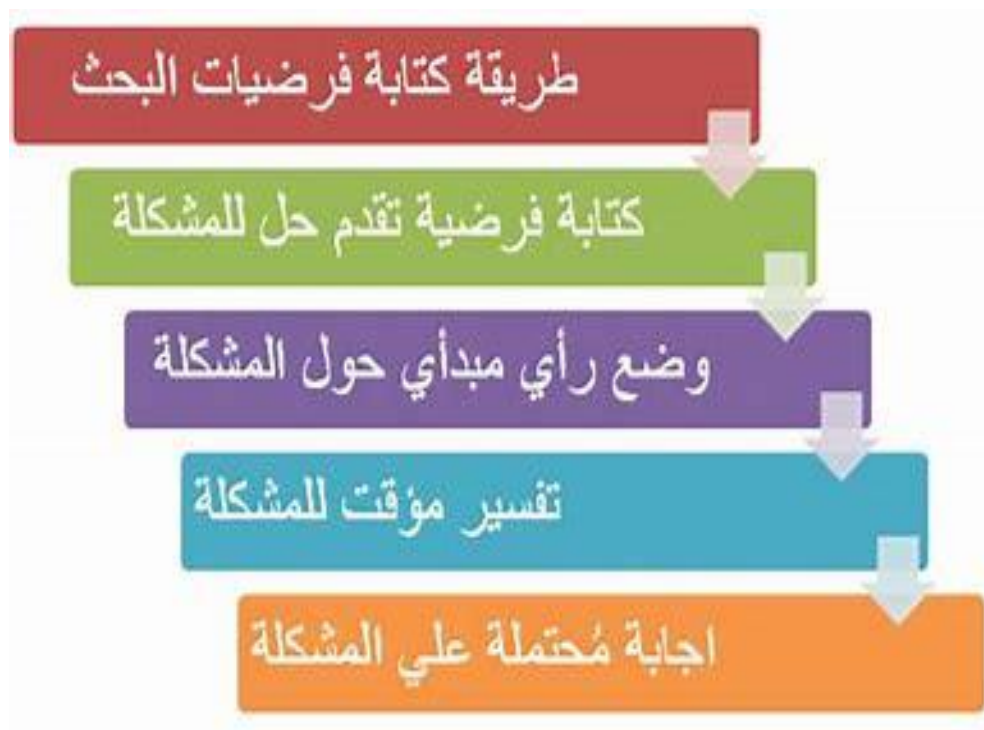 طريقة كتابة فرضيات البحث
كتابة فرضية تقدم حل للمشكلة
وضع رأي مبدأي حول المشكلة
تفسير مؤقت للمشكلة
اجابة مُحتملة علي المشكلة